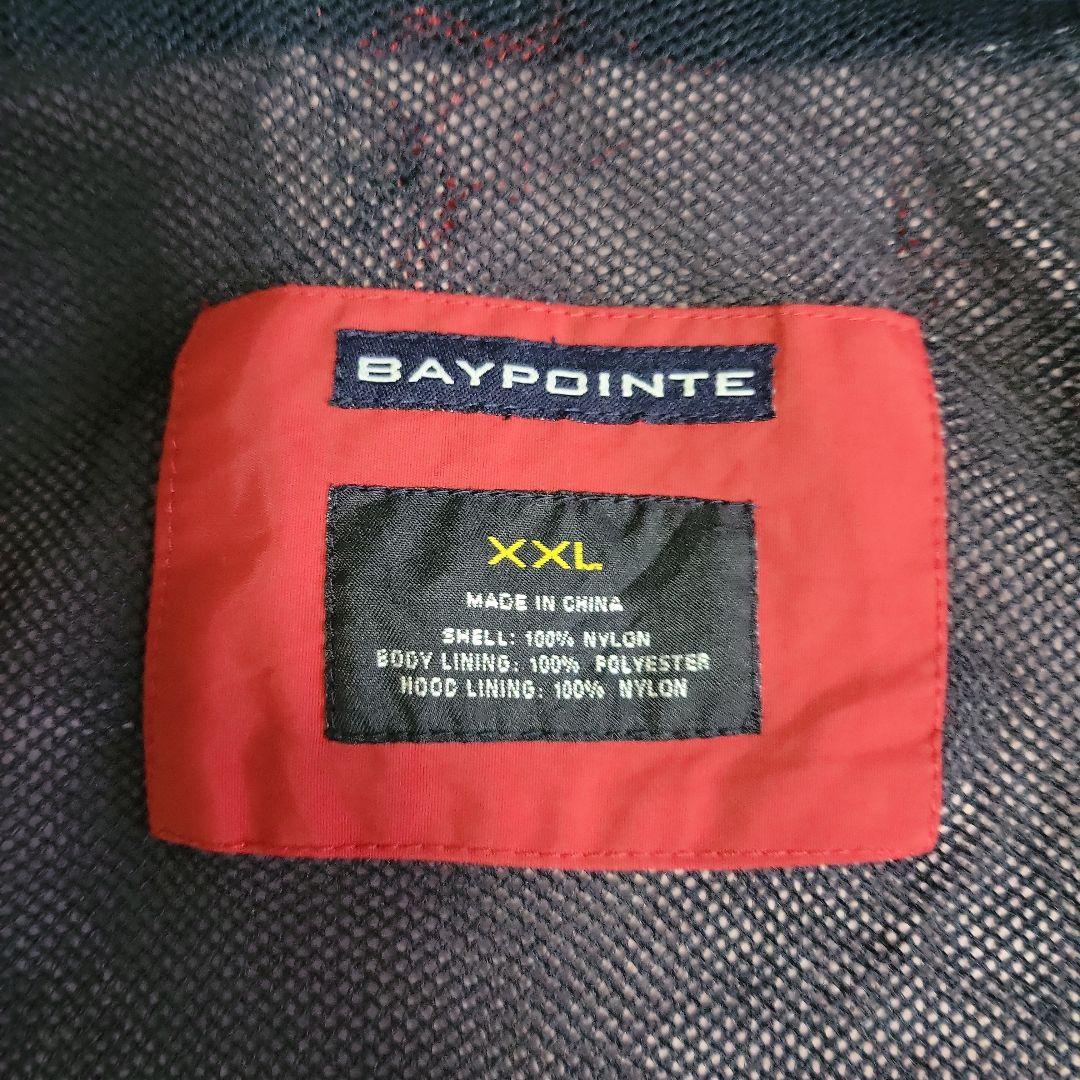 BAYPOINTE
XXL
MADE IN CHINA
SHELL: 100% NYLON
BODY LINING: 100% POLYESTER
HOOD LINING: 100% NYLON